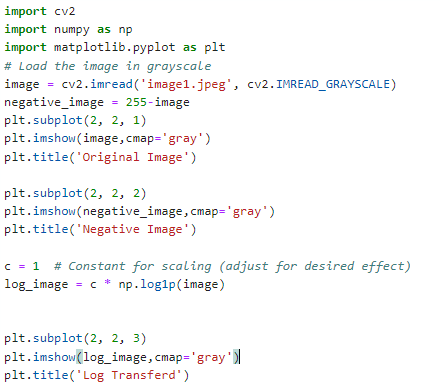 import cv2
import numpy as np
import matplotlib.pyplot as plt
# Load the image in grayscale
image = cv2.imread('image1.jpeg', cv2.IMREAD_GRAYSCALE)
negative_image = 255-image
plt.subplot(2, 2, 1)
plt.imshow(image,cmap='gray')
plt.title('Original Image')
plt.subplot(2, 2, 2)
plt.imshow(negative_image,cmap='gray')
plt.title('Negative Image')
c = 1  # Constant for scaling (adjust for desired effect)
log_image = c * np.log1p(image)
plt.subplot(2, 2, 3)
plt.imshow(log_image,cmap='gray')
plt.title('Log Transferd')